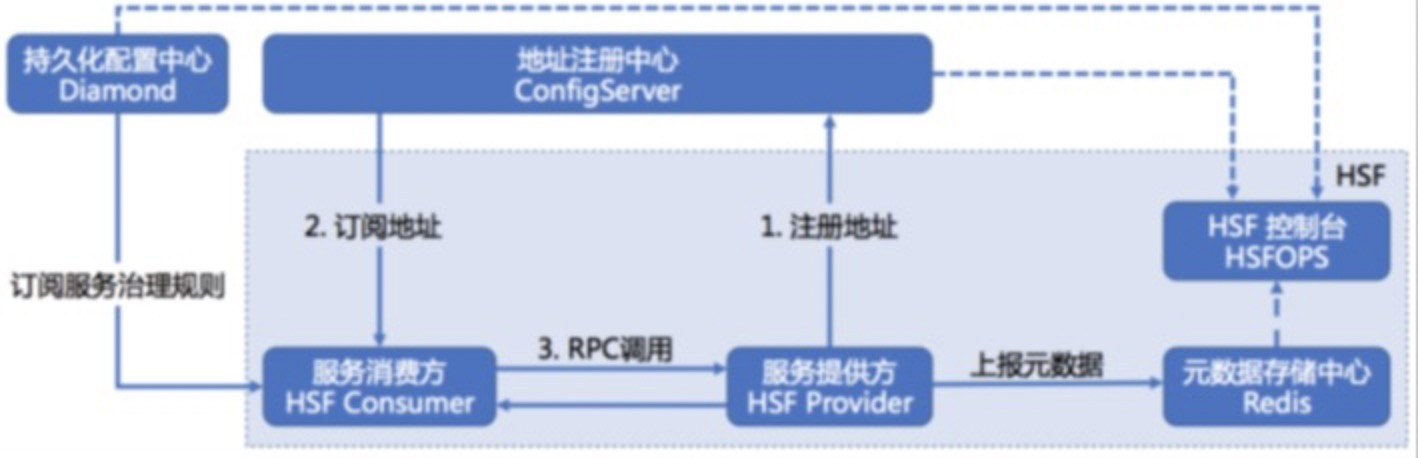 持久化配置中心
Diamond
地址注册中心
ConfigServer
HSF
2. 订阅地址
1. 注册地址
HSF 控制台
HSFOPS
订阅服务治理规则
3. RPC调用
服务消费方
HSF Consumer
服务提供方
HSF Provider
上报元数据
元数据存储中心
Redis